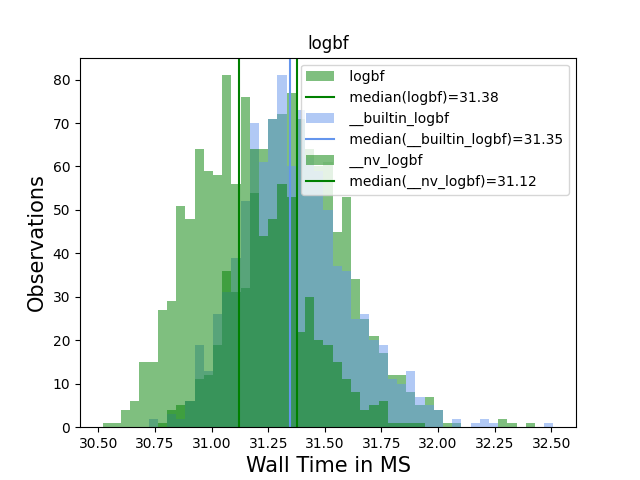 logbf
logbf
median(logbf)=31.38
__builtin_logbf
median(__builtin_logbf)=31.35
__nv_logbf
median(__nv_logbf)=31.12
Observations
80
70
60
50
40
30
20
10
0
30.50 30.75 31.00 31.25 31.50 31.75 32.00 32.25 32.50
Wall Time in MS